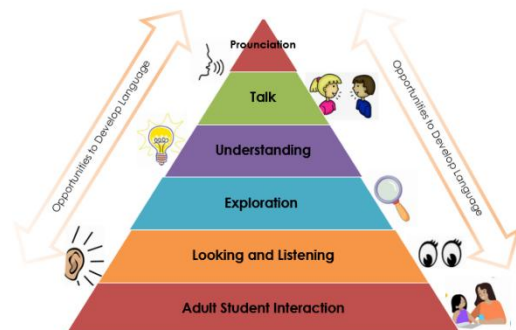 Prounciation
Talk
Understanding
Exploration
Looking and Listening
Adult Student Interaction
Opportunities to Develop Language
Opportunities to Develop Language